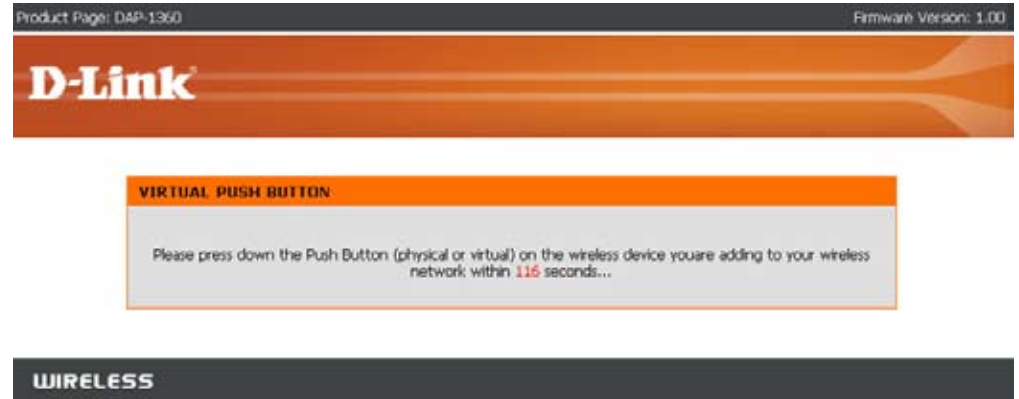 Product Page: DAP-1360 Firmware Version: 1.00
D-Link
VIRTUAL PUSH BUTTON
Please press down the Push Button (physical or virtual) on the wireless device youare adding to your wireless
network within 116 seconds...
WIRELESS